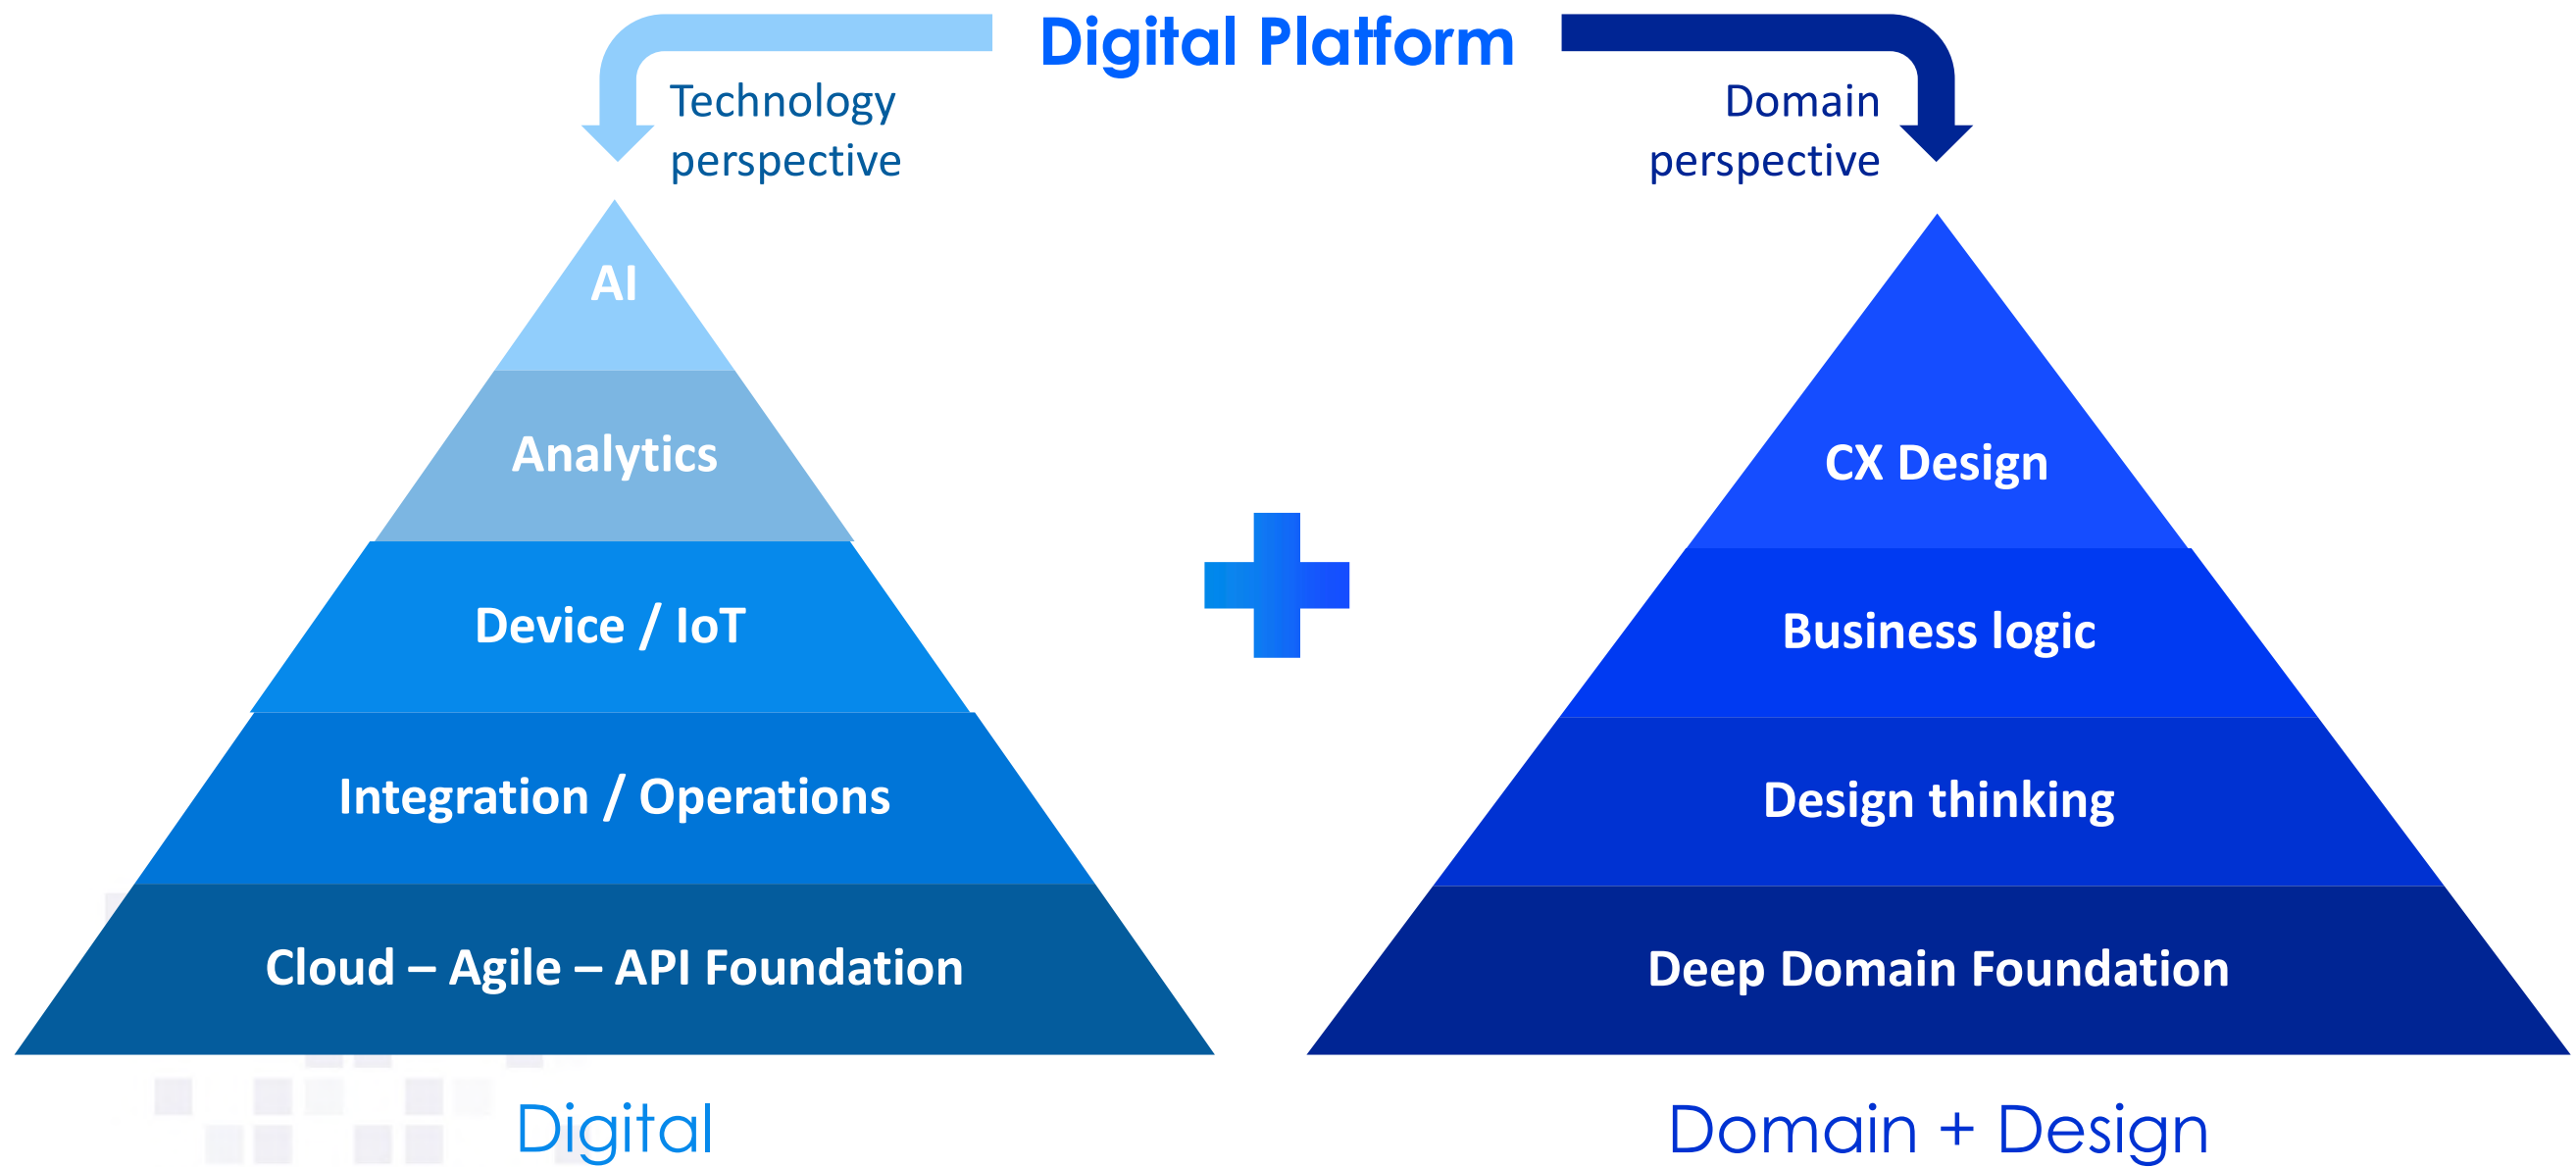 Digital Platform
Technology
perspective
Domain
perspective
AI
Analytics
Device / IoT
Integration / Operations
Cloud – Agile – API Foundation
Digital
CX Design
Business logic
Design thinking
Deep Domain Foundation
Domain + Design